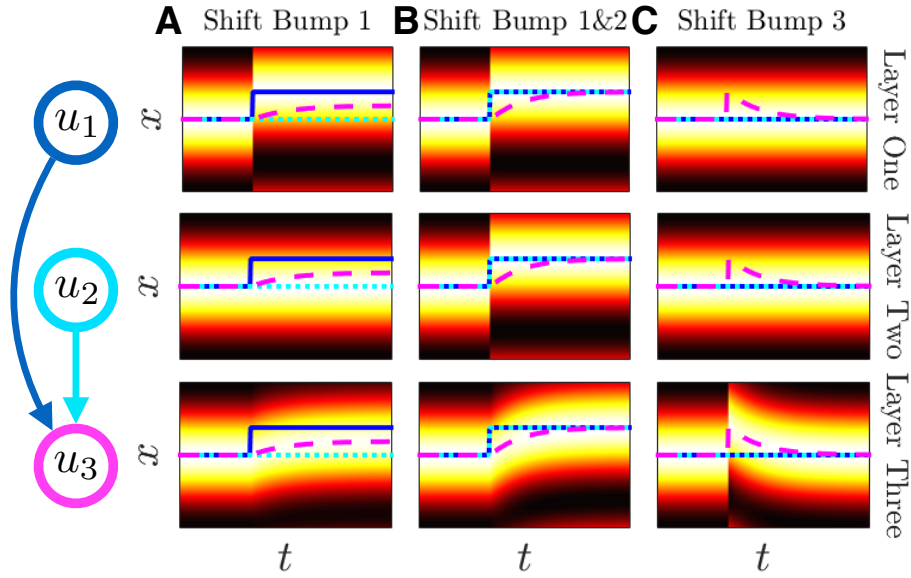 A Shift Bump 1 B Shift Bump 1&2 C Shift Bump 3
u1
x
Layer One
u2
x
Layer Two
u3
x
Layer Three
t t t